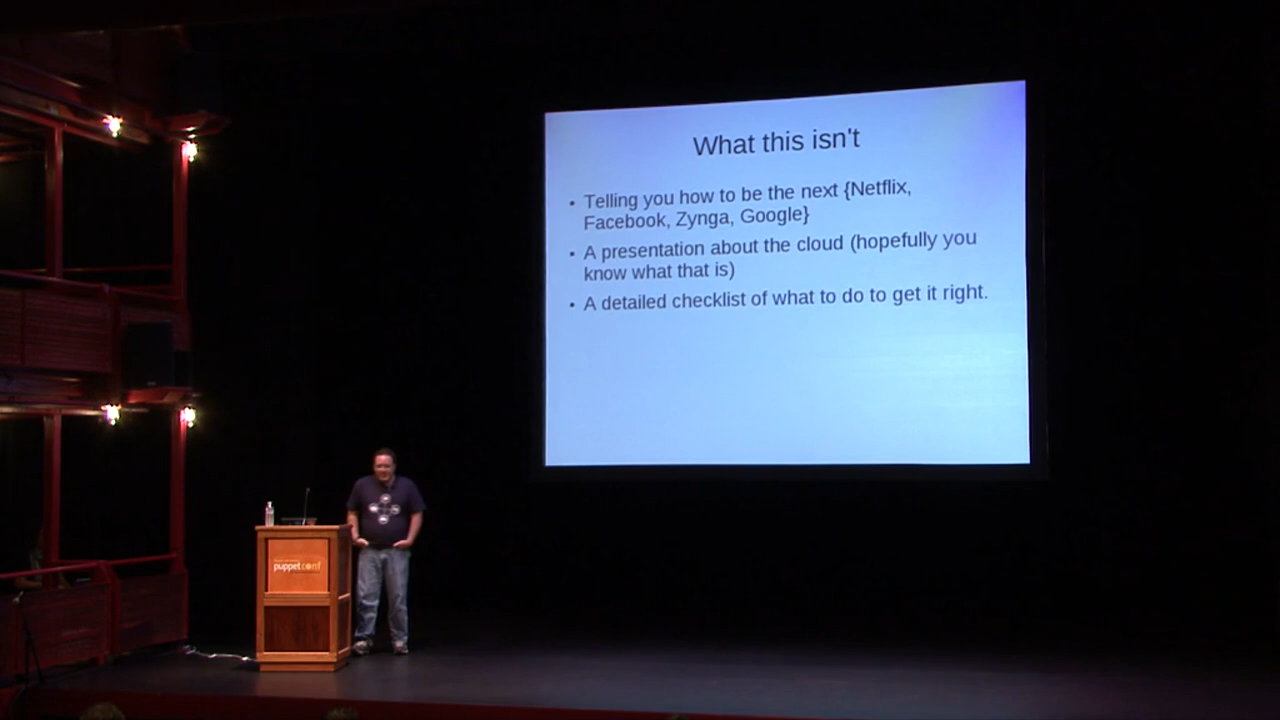 What this isn't
• Telling you how to be the next {Netflix,
Facebook, Zynga, Google}
• A presentation about the cloud (hopefully you
know what that is)
• A detailed checklist of what to do to get it right.
puppetconf